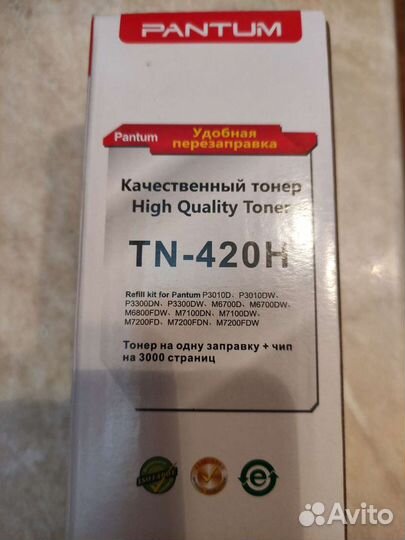 PANTUM
Pantum
Удобная
перезаправка
Качественный тонер
High Quality Toner
TN-420H
Refill kit for Pantum P3010D、P3010DW、
P3300DN、P3300DW、M6700D、M6700DW、
M6800FDW、M7100DN、M7100DW、
M7200FD、M7200FDN、M7200FDW
Тонер на одну заправку + чип
на 3000 страниц
Avito